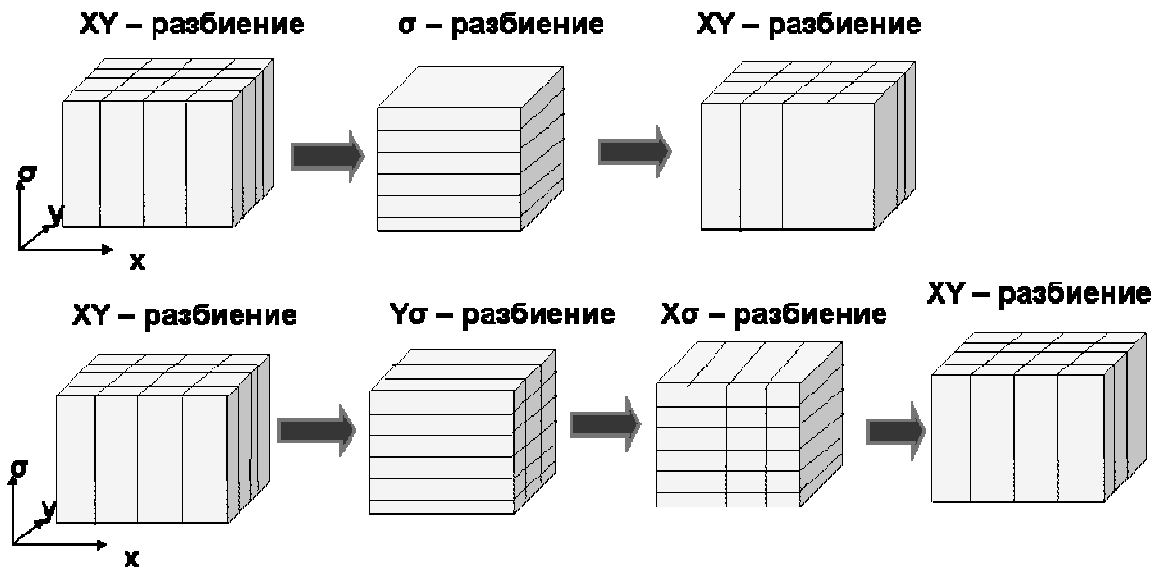 XY – разбиение σ – разбиение XY – разбиение
σ
y
x
XY – разбиение Yσ – разбиение Xσ – разбиение XY – разбиение
σ
y
x